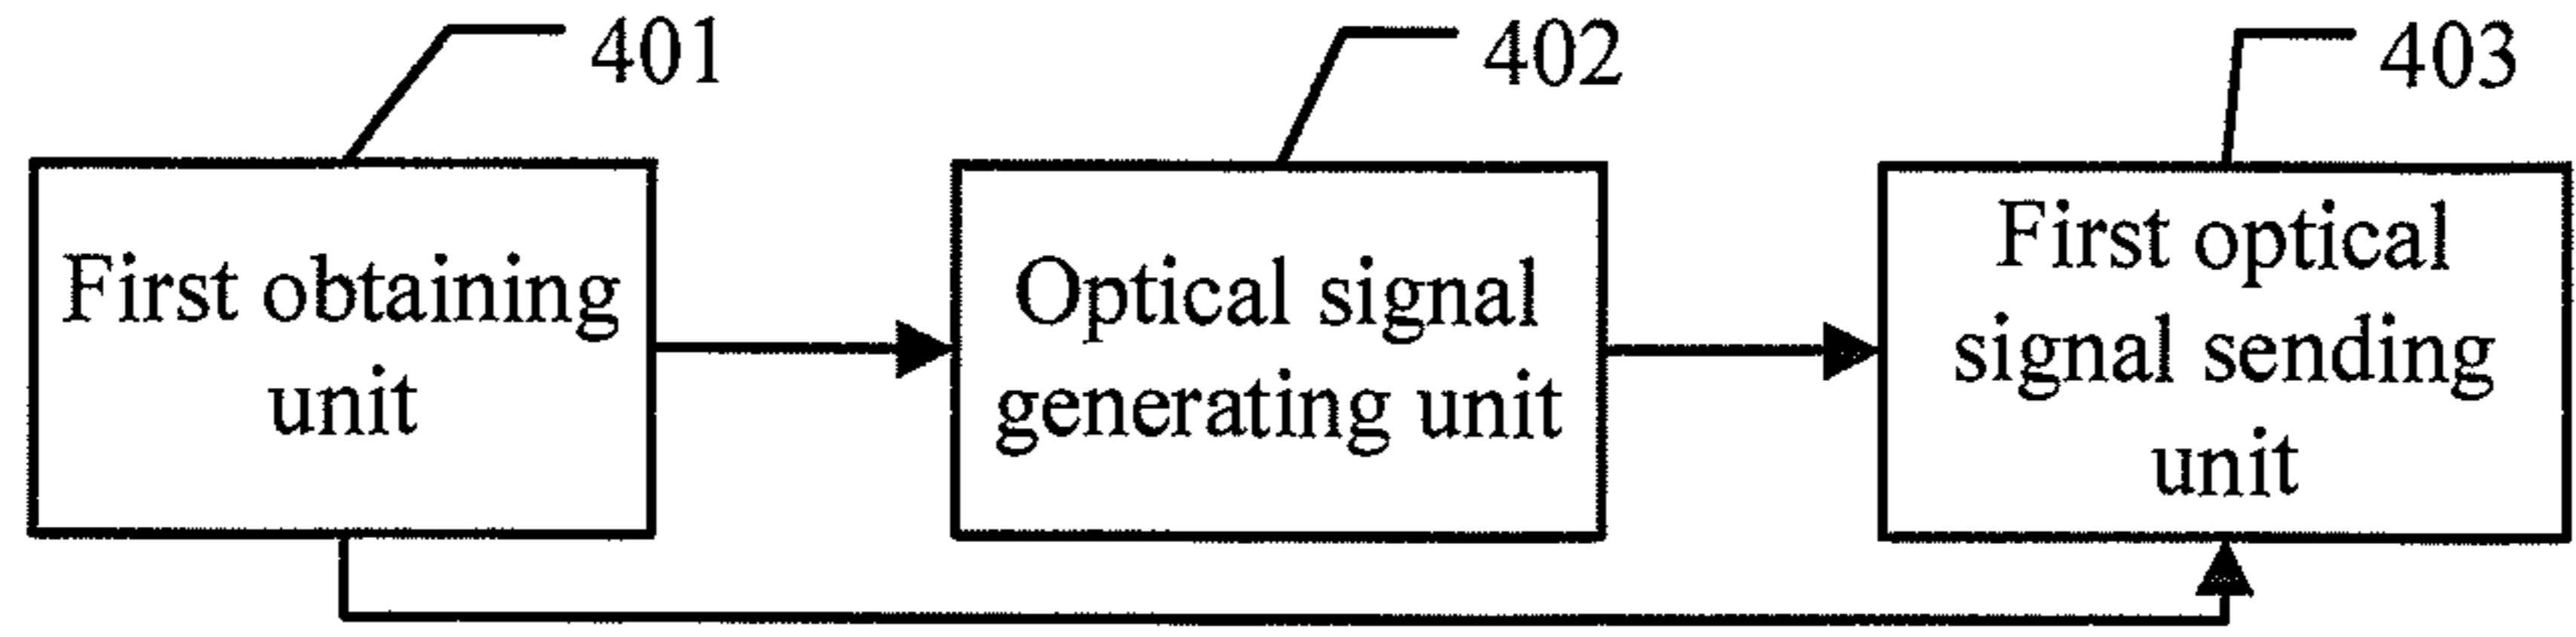 401
402
403
First obtaining
unit
Optical signal
generating unit
First optical
signal sending
unit